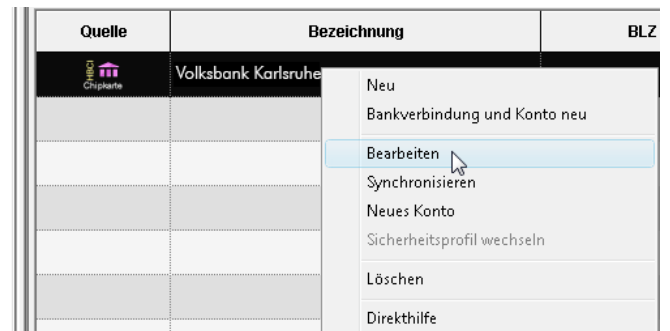 Quelle Bezeichnung BLZ
HBCI
Chipkarte
Volksbank Karlsruhe
Neu
Bankverbindung und Konto neu
Bearbeiten
Synchronisieren
Neues Konto
Sicherheitsprofil wechseln
Löschen
Direkthilfe